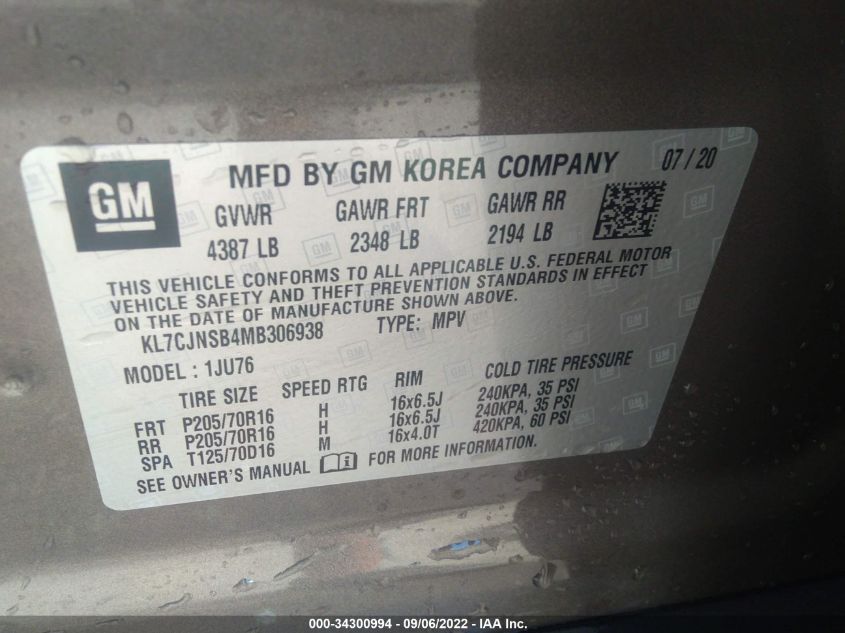 GM
MFD BY GM KOREA COMPANY 07/20
GVWR GAWR FRT GAWR RR
4387 LB 2348 LB 2194 LB
THIS VEHICLE CONFORMS TO ALL APPLICABLE U.S. FEDERAL MOTOR
VEHICLE SAFETY AND THEFT PREVENTION STANDARDS IN EFFECT
ON THE DATE OF MANUFACTURE SHOWN ABOVE.
KL7CJNSB4MB306938 TYPE: MPV
MODEL : 1JU76
TIRE SIZE SPEED RTG RIM COLD TIRE PRESSURE
FRT P205/70R16 H 16x6.5J 240KPA, 35 PSI
RR P205/70R16 H 16x6.5J 240KPA, 35 PSI
SPA T125/70D16 M 16x4.0T 420KPA, 60 PSI
SEE OWNER'S MANUAL FOR MORE INFORMATION.
000-34300994 - 09/06/2022 - IAA Inc.